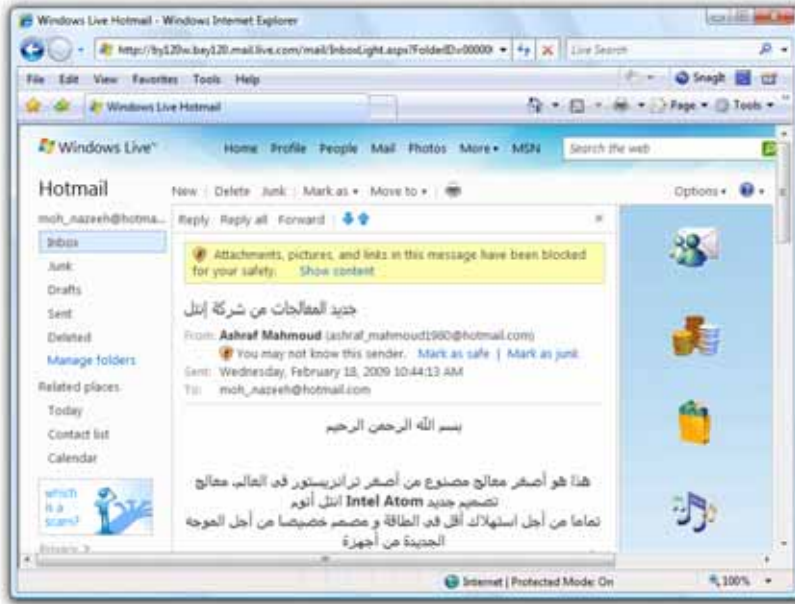 Windows Live Hotmail - Windows Internet Explorer
http://by120w.bay120.mail.live.com/mail/InboxLight.aspx?FolderID=00000
Live Search
File Edit View Favorites Tools Help
SnagIt
Windows Live Hotmail
Page Tools
Windows Live™ Home Profile People Mail Photos More MSN Search the web
Hotmail New Delete Junk Mark as Move to Options
moh_nazeeh@hotma... Reply Reply all Forward
Inbox
Junk
Drafts
Sent
Deleted
Manage folders
Related places
Today
Contact list
Calendar
which
is a
scam?
Privacy
Attachments, pictures, and links in this message have been blocked
for your safety. Show content
جديد المعالجات من شركة إنتل
From: Ashraf Mahmoud (ashraf_mahmoud1980@hotmail.com)
You may not know this sender. Mark as safe | Mark as junk
Sent: Wednesday, February 18, 2009 10:44:13 AM
To: moh_nazeeh@hotmail.com
بسم الله الرحمن الرحيم
هذا هو أصغر معالج مصنوع من أصغر ترانزيستور فى العالم، معالج
انتل أتوم Intel Atom تصميم جديد
تماما من أجل استهلاك أقل فى الطاقة و مصمم خصيصا من أجل الموجة
الجديدة من أجهزة
Internet | Protected Mode: On 100%